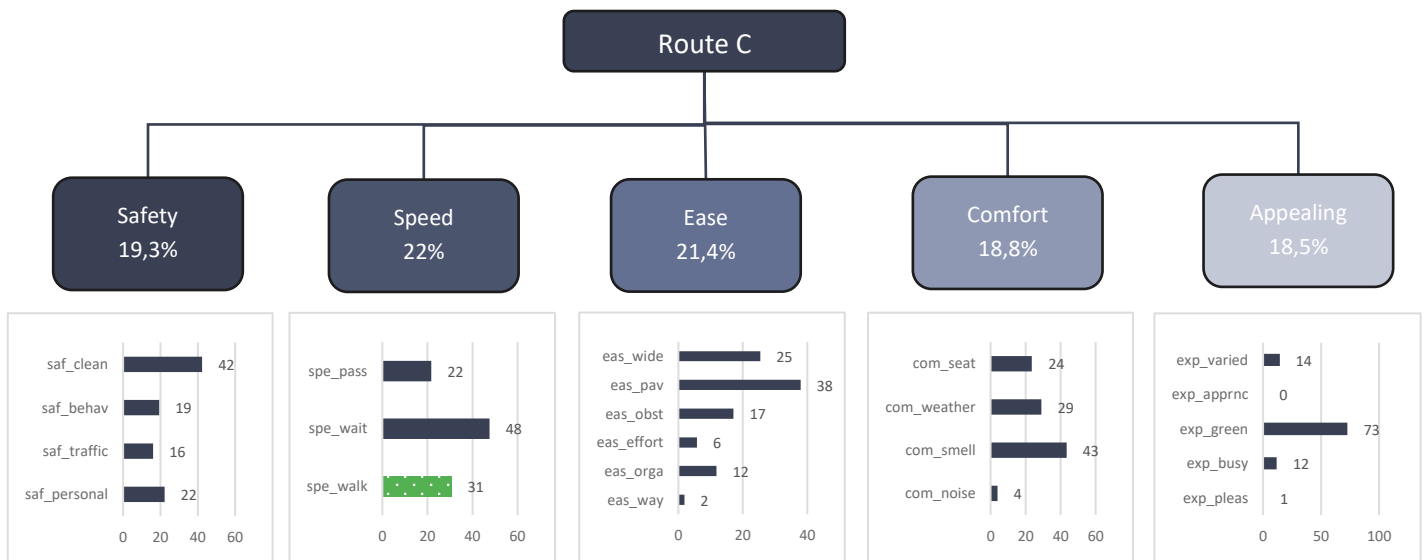 Route C
Safety
19,3%
Speed
22%
Ease
21,4%
Comfort
18,8%
Appealing
18,5%
saf_clean 42
saf_behav 19
saf_traffic 16
saf_personal 22
0 20 40 60
spe_pass 22
spe_wait 48
spe_walk 31
0 20 40 60
eas_wide 25
eas_pav 38
eas_obst 17
eas_effort 6
eas_orga 12
eas_way 2
0 20 40
com_seat 24
com_weather 29
com_smell 43
com_noise 4
0 20 40 60
exp_varied 14
exp_apprnc 0
exp_green 73
exp_busy 12
exp_pleas 1
0 50 100